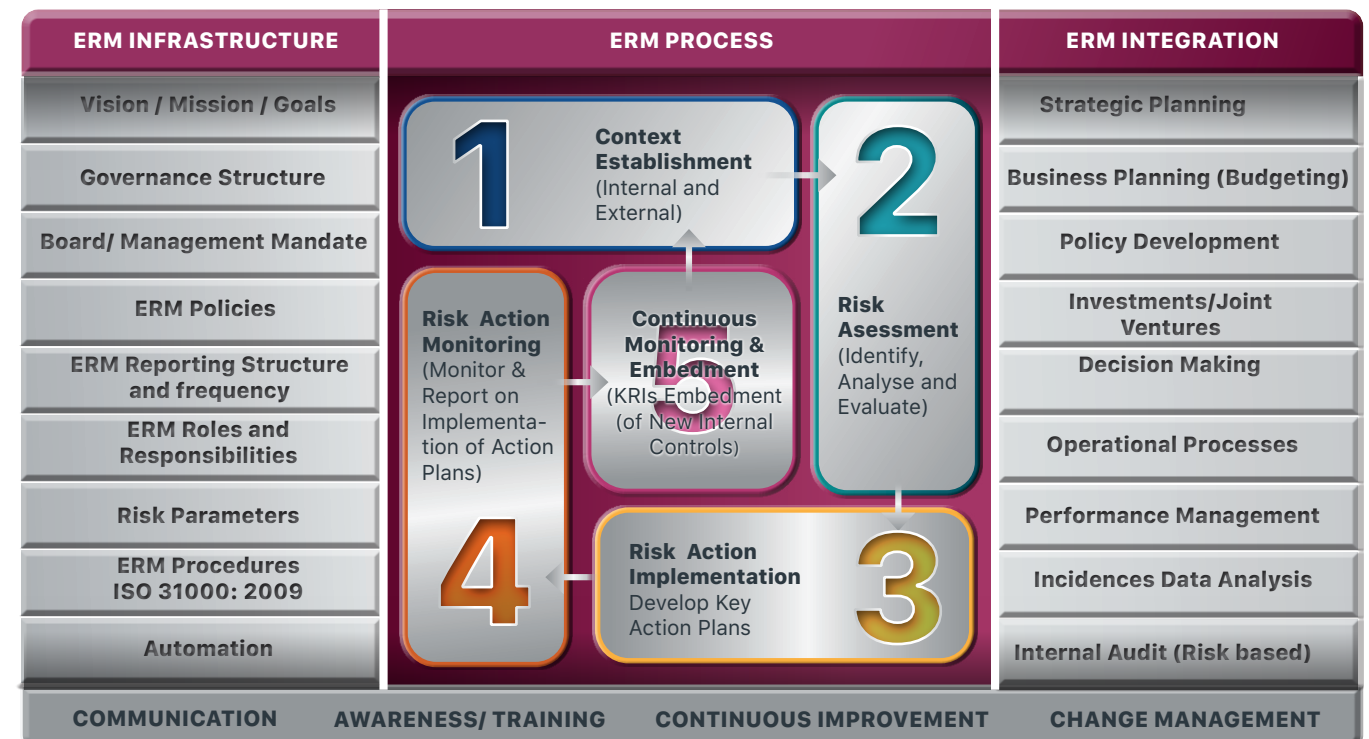 ERM INFRASTRUCTURE
Vision / Mission / Goals
Governance Structure
Board/ Management Mandate
ERM Policies
ERM Reporting Structure
and frequency
ERM Roles and
Responsibilities
Risk Parameters
ERM Procedures
ISO 31000: 2009
Automation
ERM PROCESS
1
Context
Establishment
(Internal and
External)
2
Risk
Asessment
(Identify,
Analyse and
Evaluate)
3
Risk Action
Implementation
Develop Key
Action Plans
4
Risk Action
Monitoring
(Monitor &
Report on
Implementa-
tion of Action
Plans)
5
Continuous
Monitoring &
Embedment
(KRIs Embedment
(of New Internal
Controls)
ERM INTEGRATION
Strategic Planning
Business Planning (Budgeting)
Policy Development
Investments/Joint
Ventures
Decision Making
Operational Processes
Performance Management
Incidences Data Analysis
Internal Audit (Risk based)
COMMUNICATION AWARENESS/ TRAINING CONTINUOUS IMPROVEMENT CHANGE MANAGEMENT